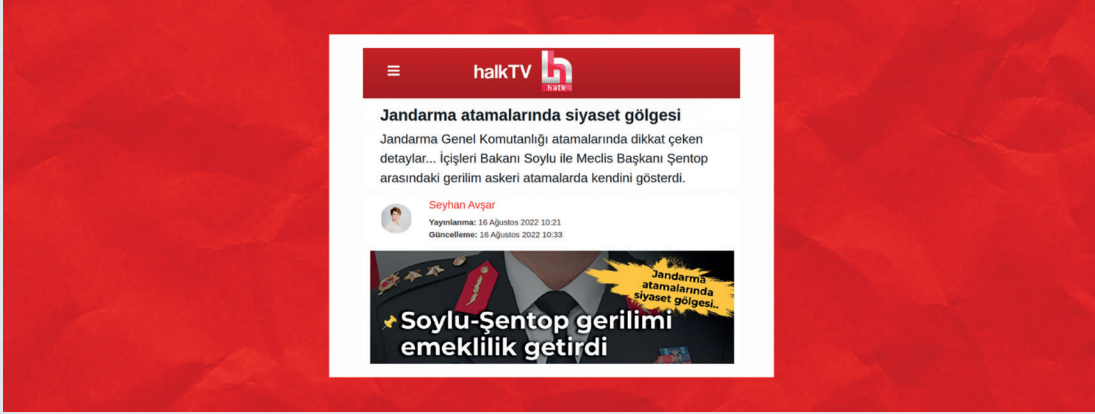 halkTV
halk
Jandarma atamalarında siyaset gölgesi
Jandarma Genel Komutanlığı atamalarında dikkat çeken
detaylar... İçişleri Bakanı Soylu ile Meclis Başkanı Şentop
arasındaki gerilim askeri atamalarda kendini gösterdi.
Seyhan Avşar
Yayınlanma: 16 Ağustos 2022 10:21
Güncelleme: 16 Ağustos 2022 10:33
Jandarma
atamalarında
siyaset gölgesi..
Soylu-Şentop gerilimi
emeklilik getirdi